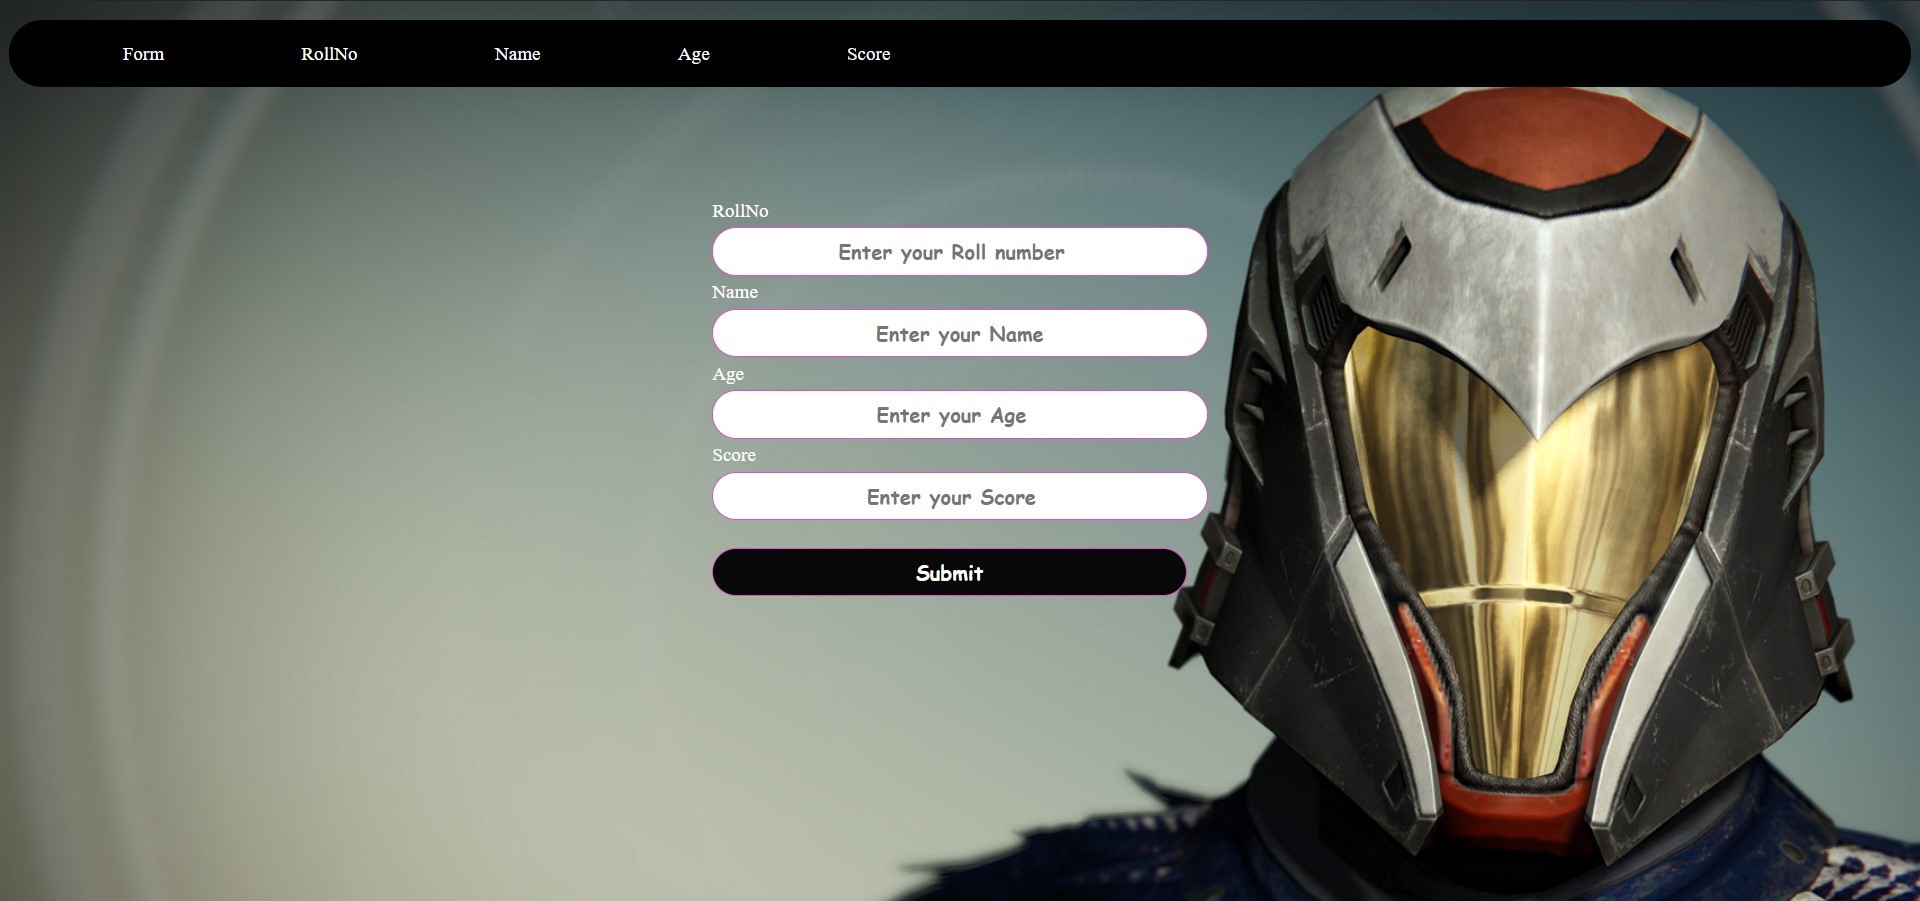 Form RollNo Name Age Score
RollNo
Enter your Roll number
Name
Enter your Name
Age
Enter your Age
Score
Enter your Score
Submit